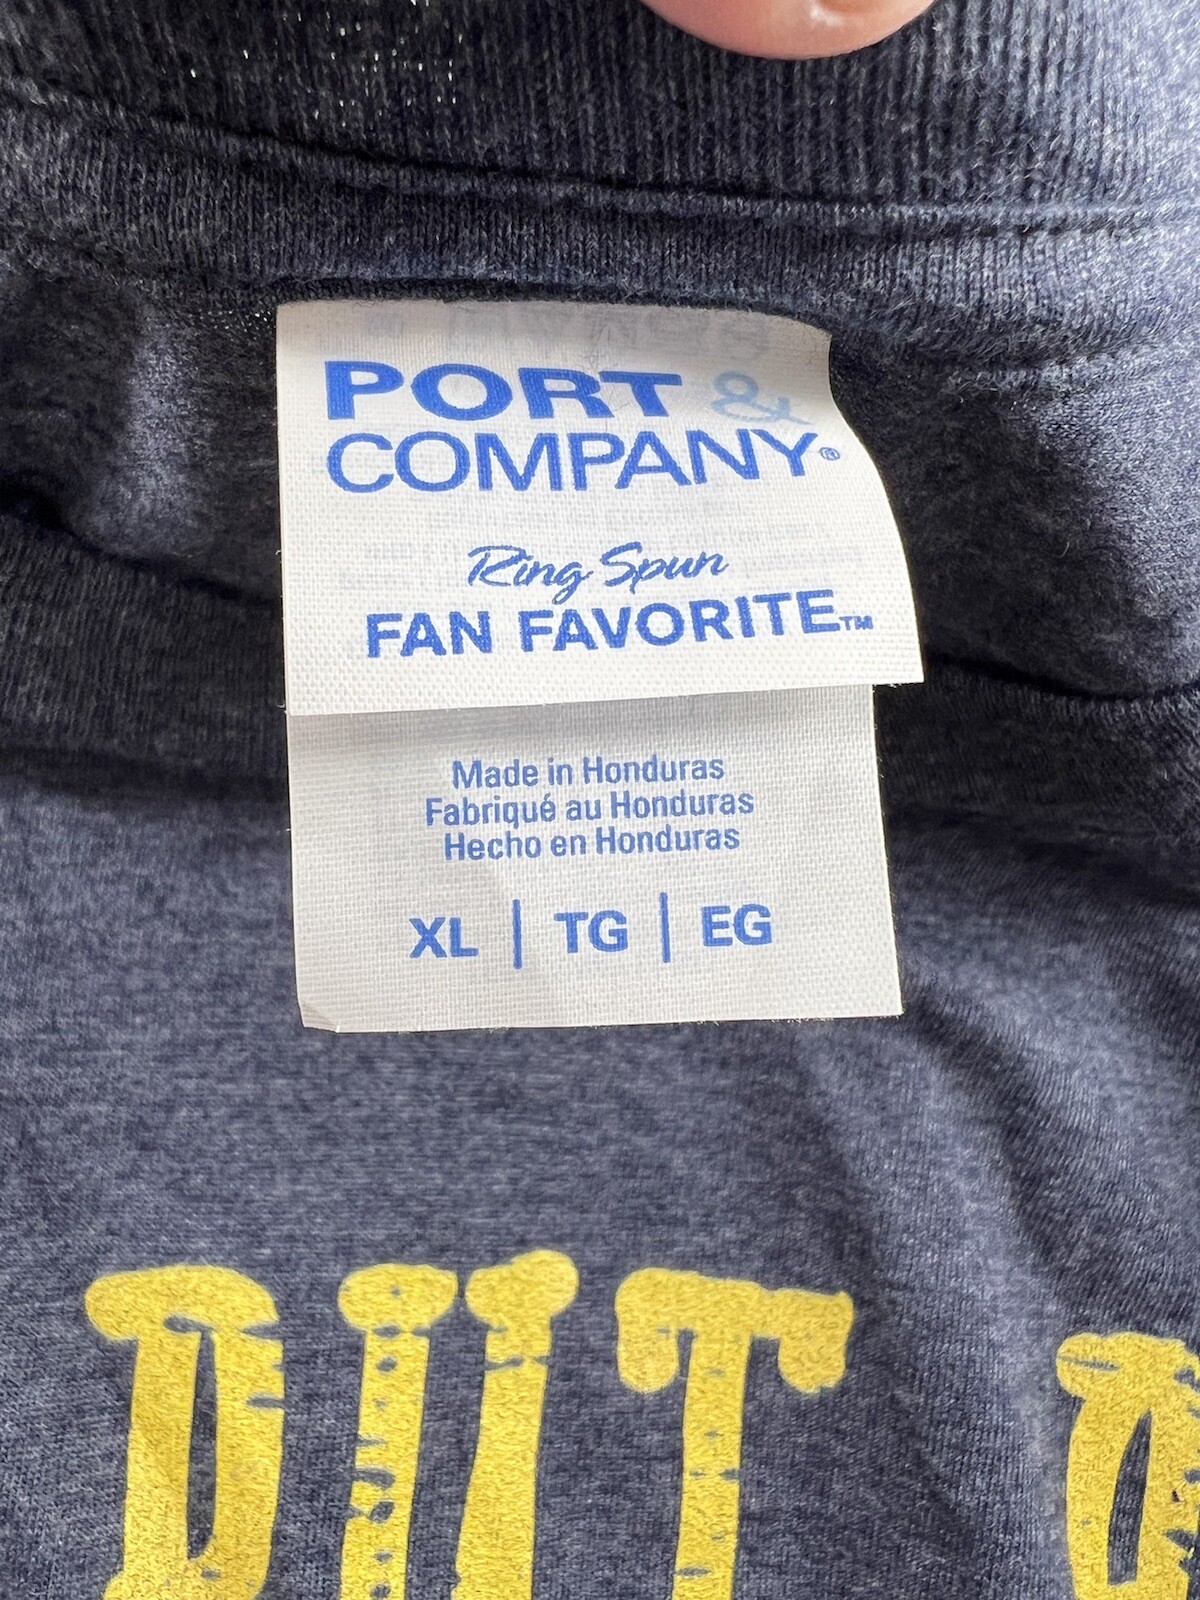 PORT &
COMPANY®
Ring Spun
FAN FAVORITE™
Made in Honduras
Fabriqué au Honduras
Hecho en Honduras
XL | TG | EG